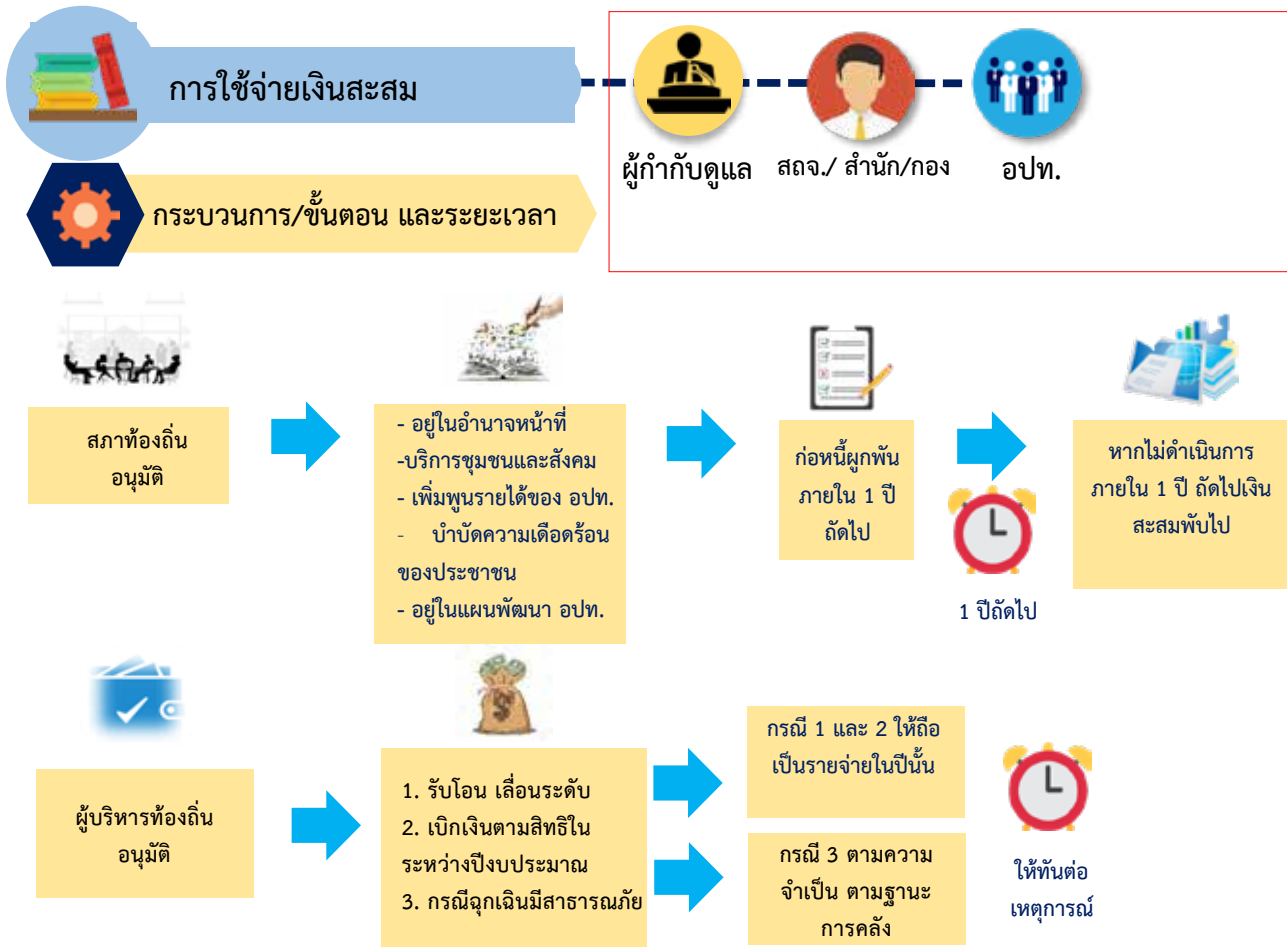 การใช้จ่ายเงินสะสม
ผู้กำกับดูแล
สถจ./ สำนัก/กอง
อปท.
กระบวนการ/ขั้นตอน และระยะเวลา
สภาท้องถิ่น
อนุมัติ
- อยู่ในอำนาจหน้าที่
-บริการชุมชนและสังคม
- เพิ่มพูนรายได้ของ อปท.
- บำบัดความเดือดร้อน
ของประชาชน
- อยู่ในแผนพัฒนา อปท.
ก่อหนี้ผูกพัน
ภายใน 1 ปี
ถัดไป
1 ปีถัดไป
หากไม่ดำเนินการ
ภายใน 1 ปี ถัดไปเงิน
สะสมพับไป
ผู้บริหารท้องถิ่น
อนุมัติ
1. รับโอน เลื่อนระดับ
2. เบิกเงินตามสิทธิใน
ระหว่างปีงบประมาณ
3. กรณีฉุกเฉินมีสาธารณภัย
กรณี 1 และ 2 ให้ถือ
เป็นรายจ่ายในปีนั้น
กรณี 3 ตามความ
จำเป็น ตามฐานะ
การคลัง
ให้ทันต่อ
เหตุการณ์